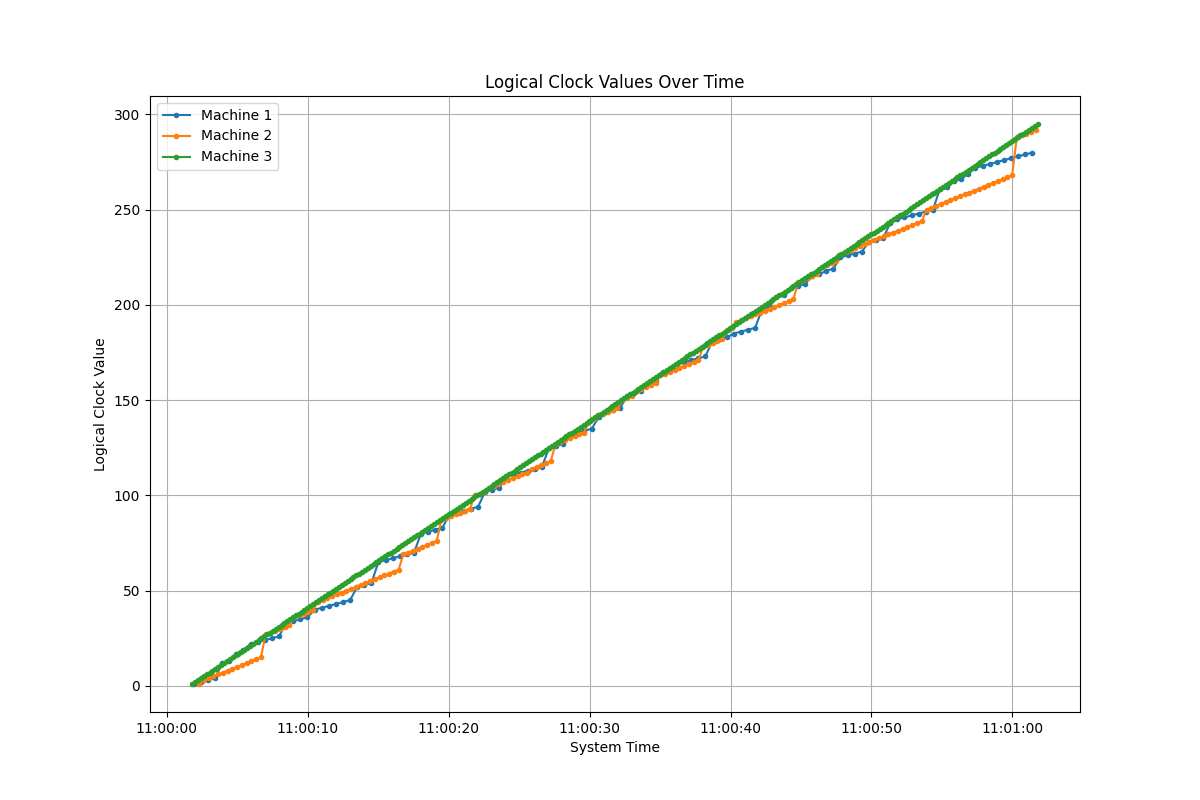 Logical Clock Values Over Time
Machine 1
Machine 2
Machine 3
Logical Clock Value
300
250
200
150
100
50
0
11:00:00 11:00:10 11:00:20 11:00:30 11:00:40 11:00:50 11:01:00
System Time